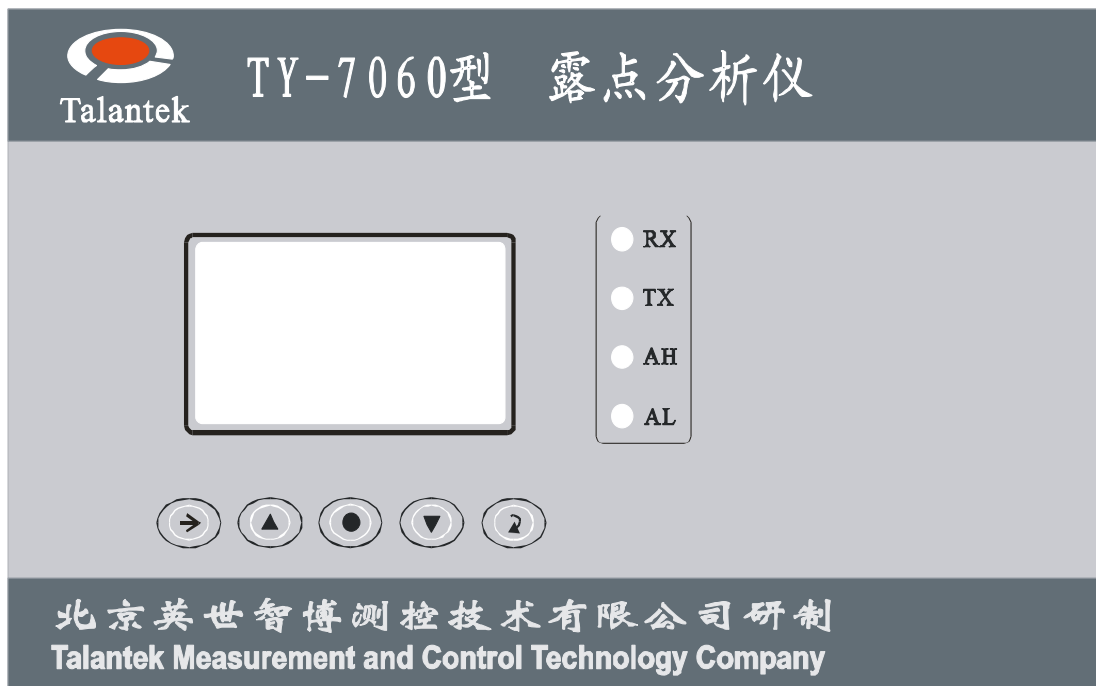 Talantek
TY-7060型 露点分析仪
RX
TX
AH
AL
北京英世智博测控技术有限公司研制
Talantek Measurement and Control Technology Company